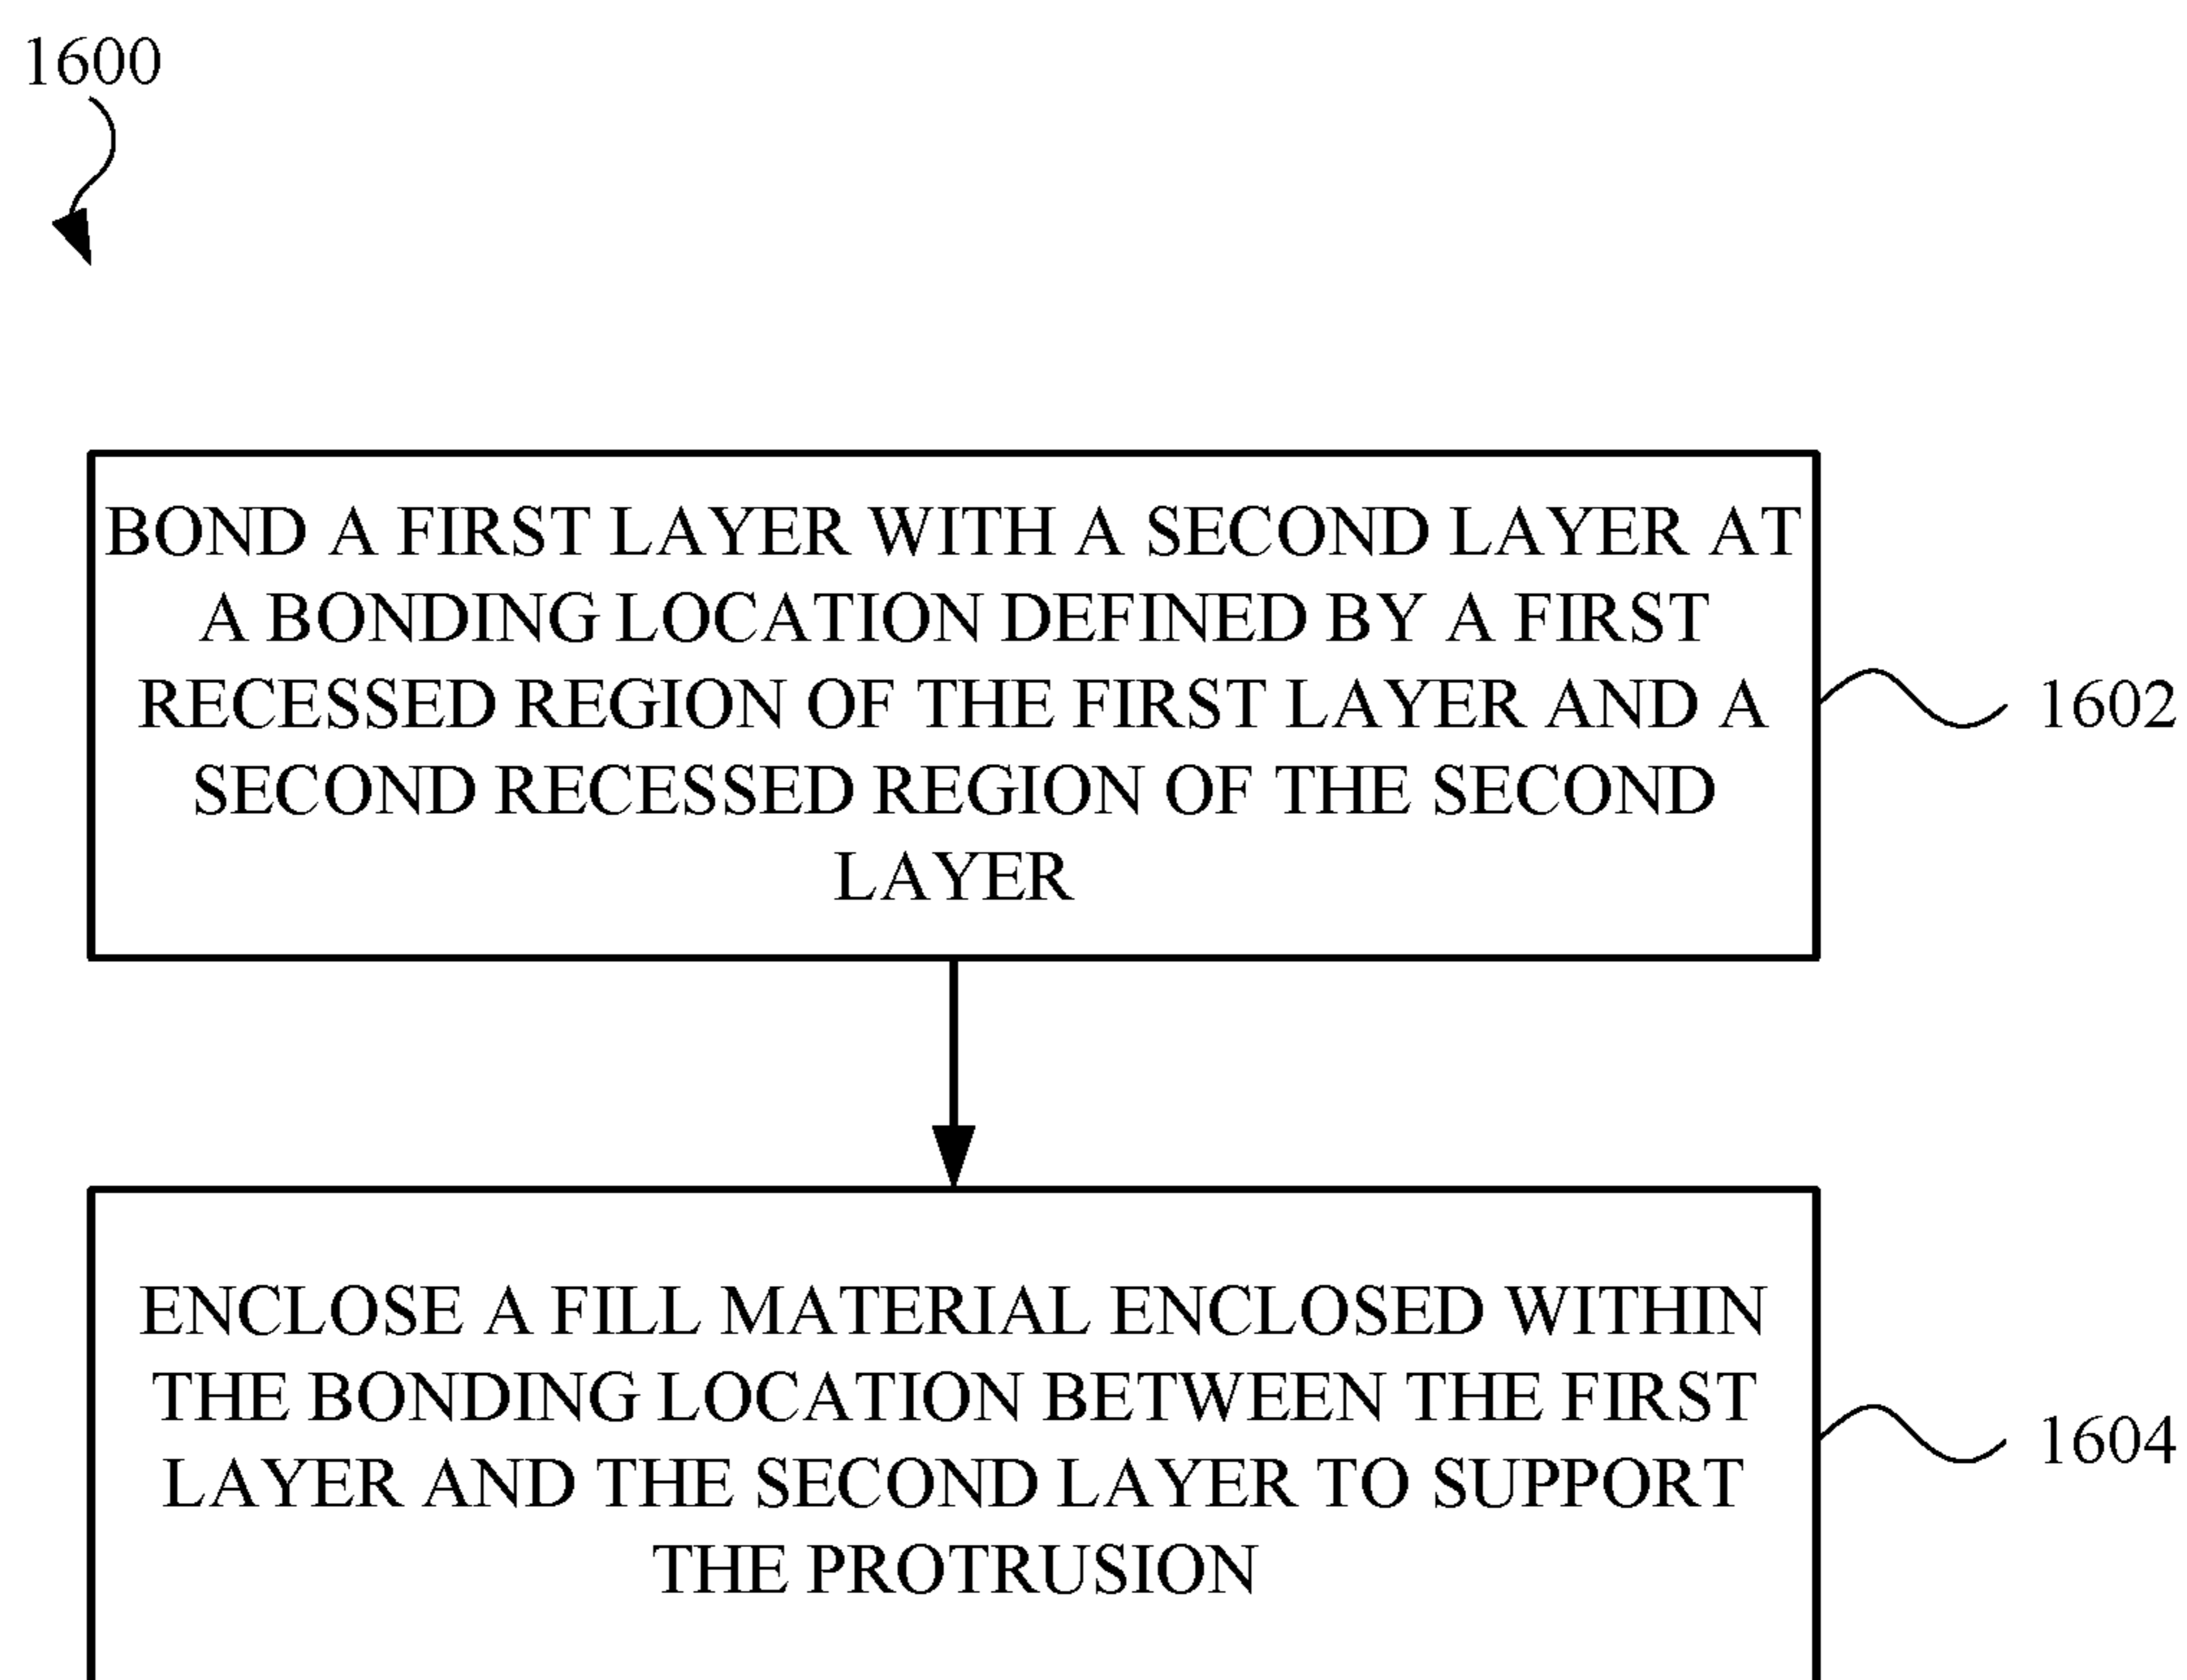 1600
BOND A FIRST LAYER WITH A SECOND LAYER AT
A BONDING LOCATION DEFINED BY A FIRST
RECESSED REGION OF THE FIRST LAYER AND A
SECOND RECESSED REGION OF THE SECOND
LAYER
1602
ENCLOSE A FILL MATERIAL ENCLOSED WITHIN
THE BONDING LOCATION BETWEEN THE FIRST
LAYER AND THE SECOND LAYER TO SUPPORT
THE PROTRUSION
1604